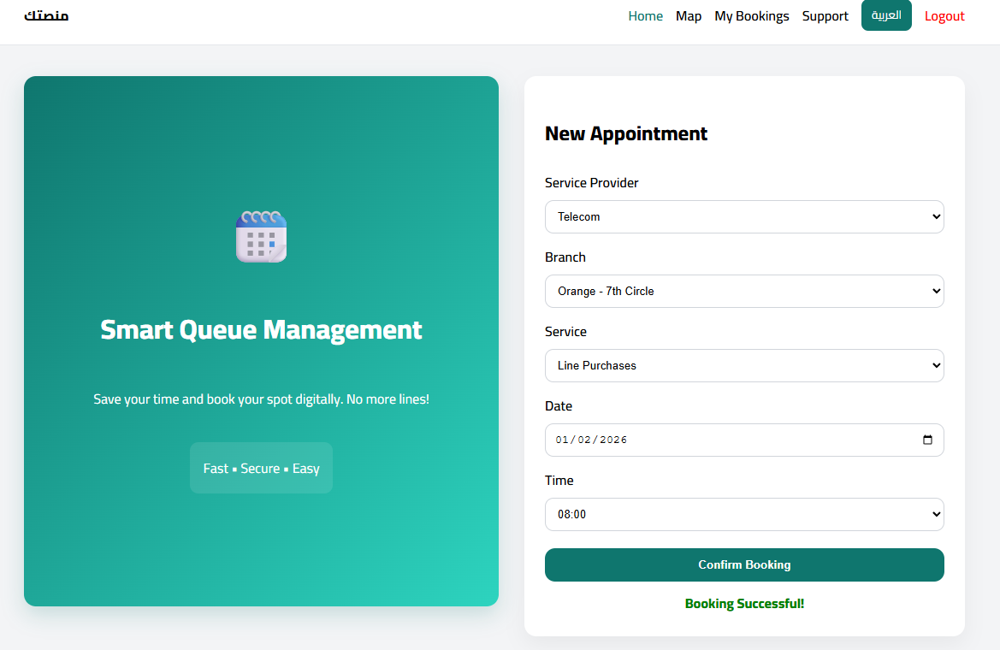 منصتك
Home Map My Bookings Support العربية Logout
Smart Queue Management
Save your time and book your spot digitally. No more lines!
Fast ▪ Secure ▪ Easy
New Appointment
Service Provider
Telecom
Branch
Orange - 7th Circle
Service
Line Purchases
Date
01/02/2026
Time
08:00
Confirm Booking
Booking Successful!